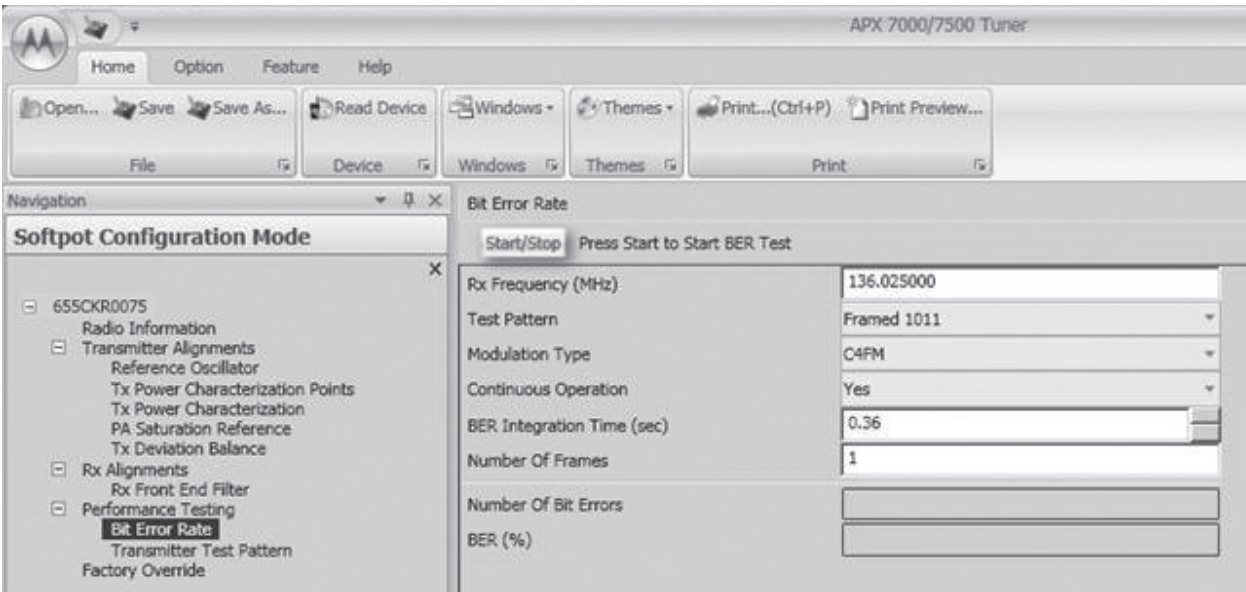 APX 7000/7500 Tuner
Home Option Feature Help
Open... Save Save As... Read Device Windows Themes Print...(Ctrl+P) Print Preview...
File Device Windows Themes Print
Navigation
Softpot Configuration Mode
655CKR0075
Radio Information
Transmitter Alignments
Reference Oscillator
Tx Power Characterization Points
Tx Power Characterization
PA Saturation Reference
Tx Deviation Balance
Rx Alignments
Rx Front End Filter
Performance Testing
Bit Error Rate
Transmitter Test Pattern
Factory Override
Bit Error Rate
Start/Stop Press Start to Start BER Test
Rx Frequency (MHz) 136.025000
Test Pattern Framed 1011
Modulation Type C4FM
Continuous Operation Yes
BER Integration Time (sec) 0.36
Number Of Frames 1
Number Of Bit Errors
BER (%)